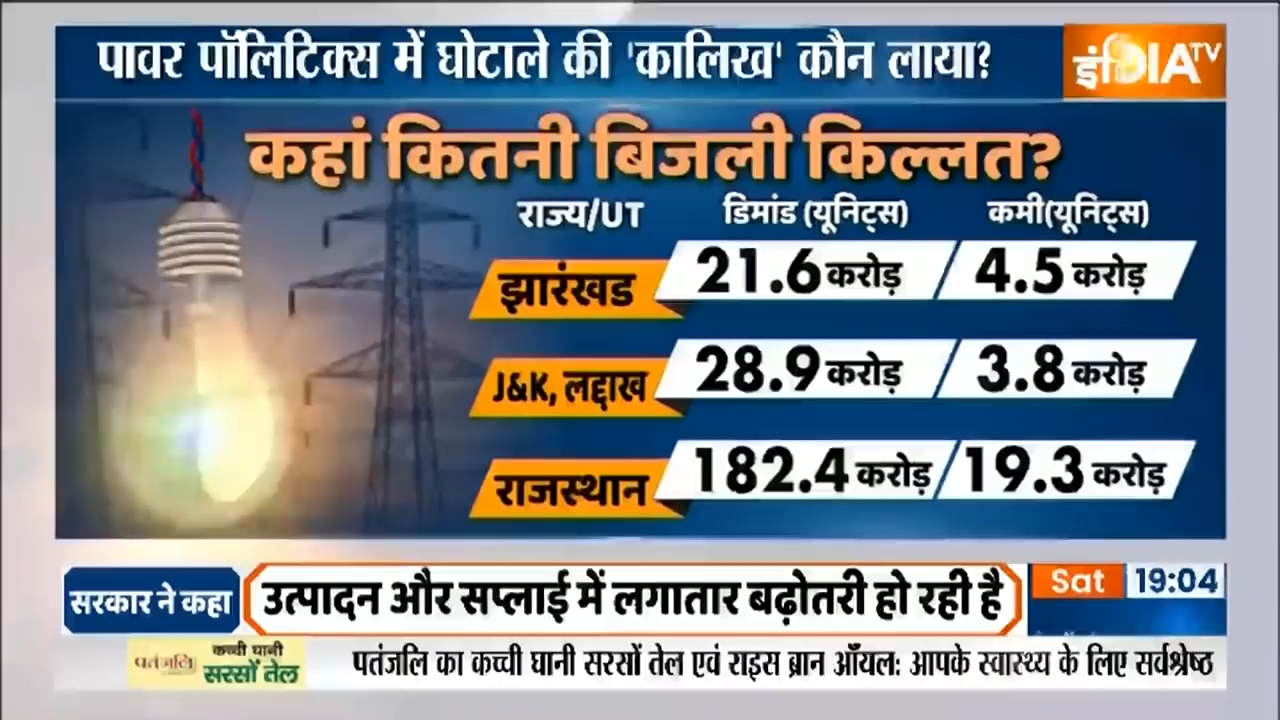 पावर पॉलिटिक्स में घोटाले की 'कालिख' कौन लाया?
इंDIA TV
कहां कितनी बिजली किल्लत?
राज्य/UT डिमांड (यूनिट्स) कमी(यूनिट्स)
झारंखड 21.6 करोड़ 4.5 करोड़
J&K, लद्दाख 28.9 करोड़ 3.8 करोड़
राजस्थान 182.4 करोड़ 19.3 करोड़
सरकार ने कहा उत्पादन और सप्लाई में लगातार बढ़ोतरी हो रही है Sat 19:04
पतंजलि कच्ची घानी सरसों तेल
पतंजलि का कच्ची घानी सरसों तेल एवं राइस ब्रान ऑयल: आपके स्वास्थ्य के लिए सर्वश्रेष्ठ